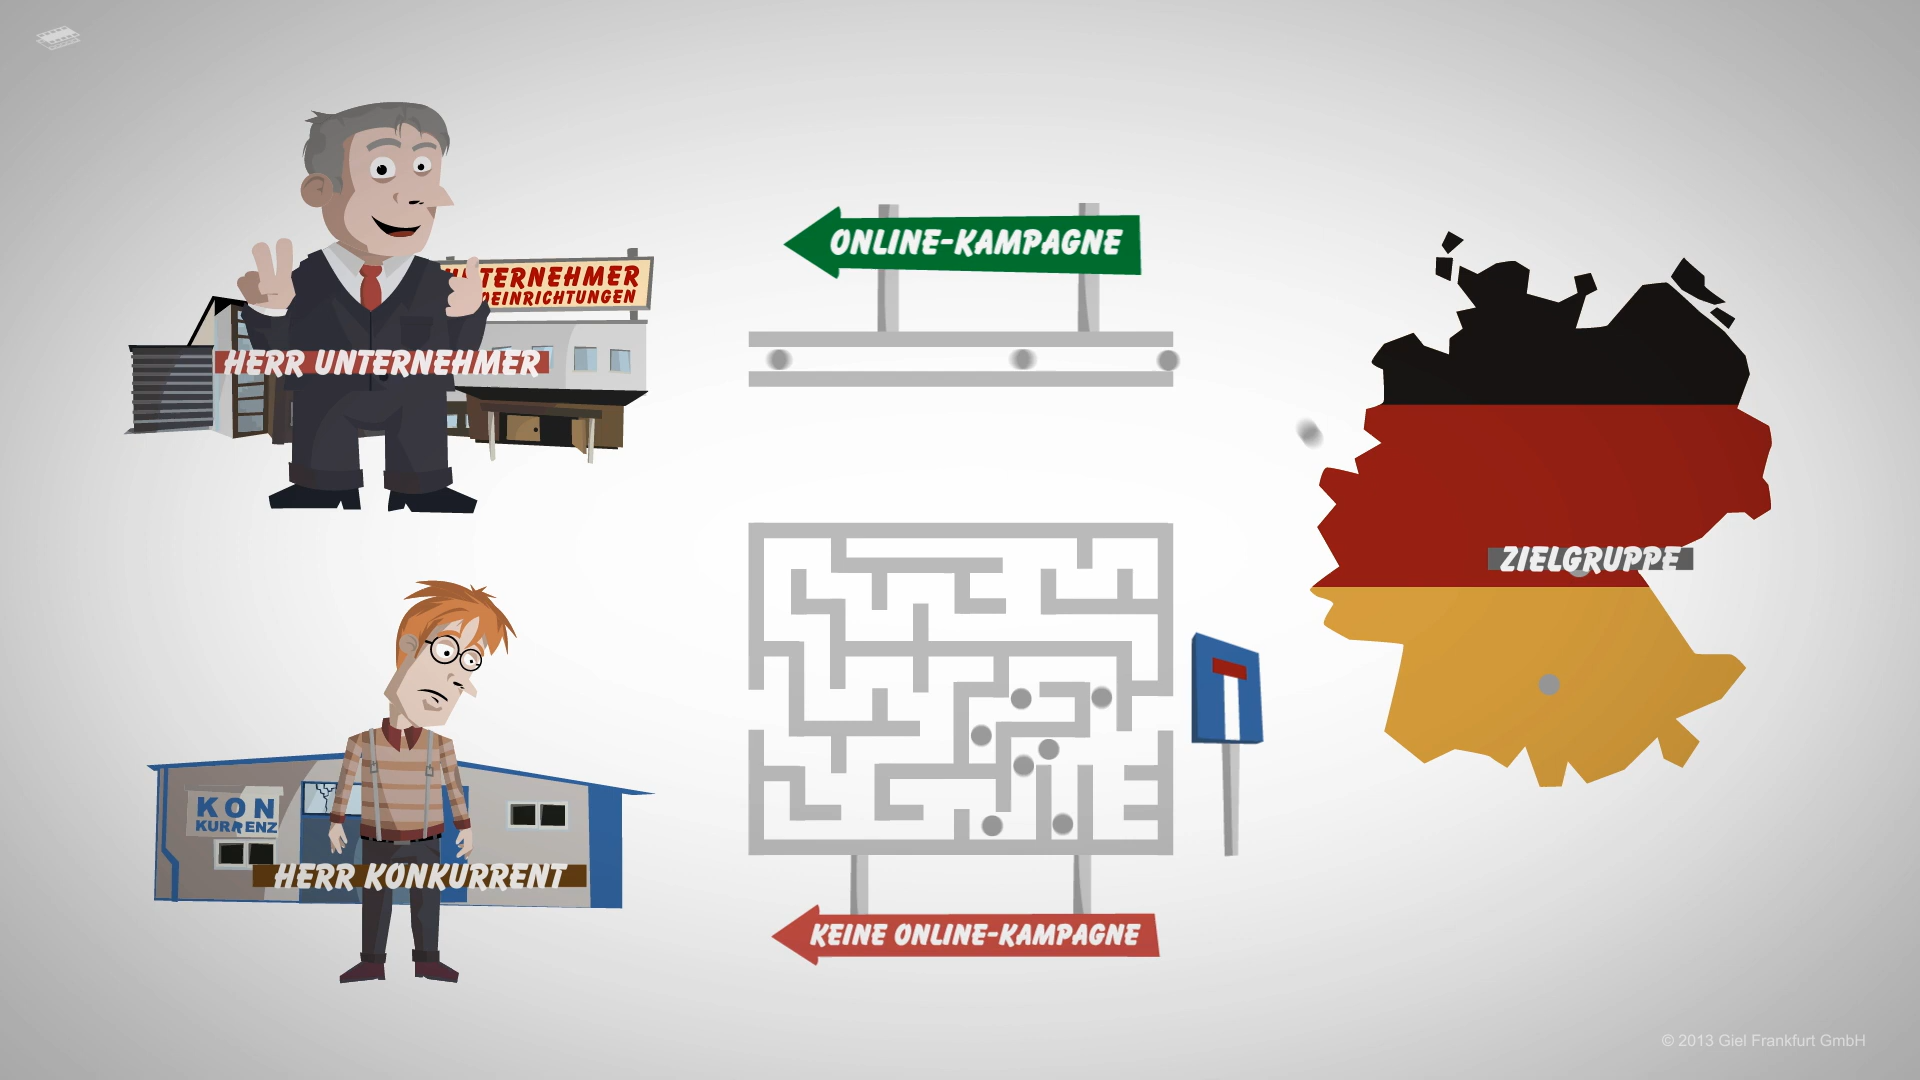 ONLINE-KAMPAGNE
TERNEHMER
EINRICHTUNGEN
HERR UNTERNEHMER
ZIELGRUPPE
KON
KURRENZ
HERR KONKURRENT
KEINE ONLINE-KAMPAGNE
© 2013 Giel Frankfurt GmbH